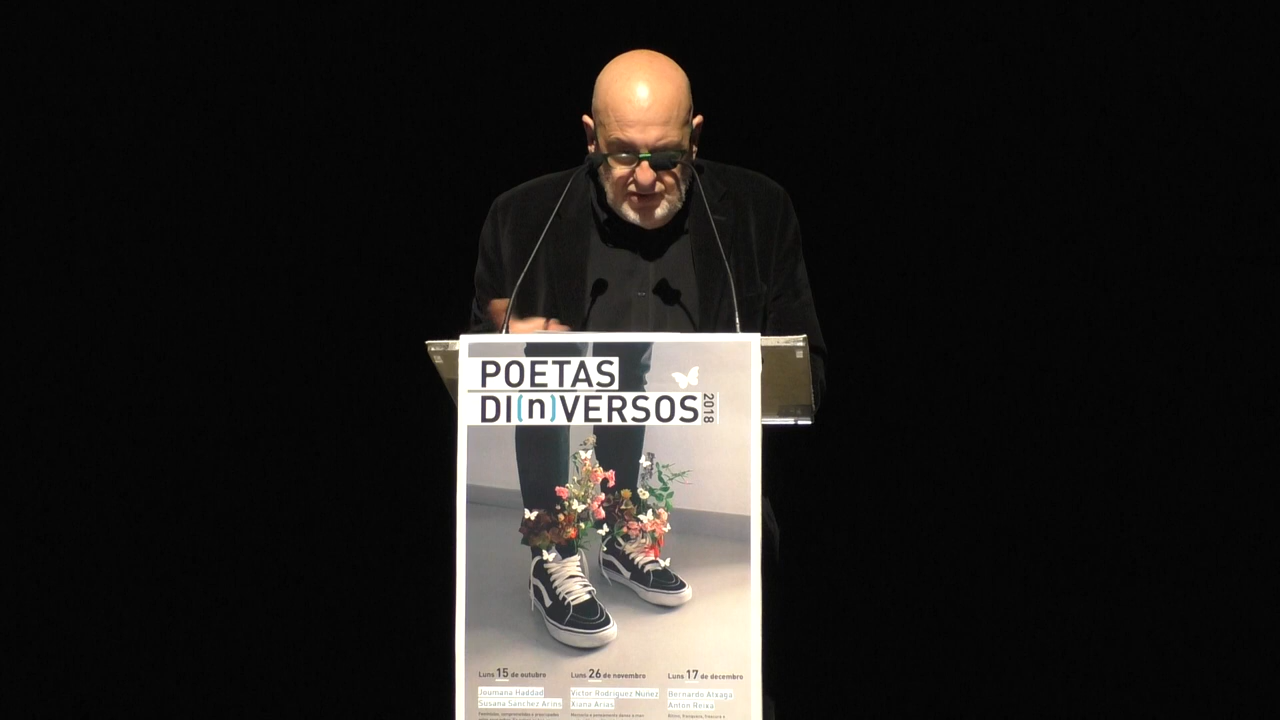 POETAS
DI(n)VERSOS
2018
Luns 15 de outubro
Luns 26 de novembro
Luns 17 de decembro
Joumana Haddad
Susana Sánchez Arins
Víctor Rodríguez Núñez
Xiana Arias
Bernardo Atxaga
Anton Reixa